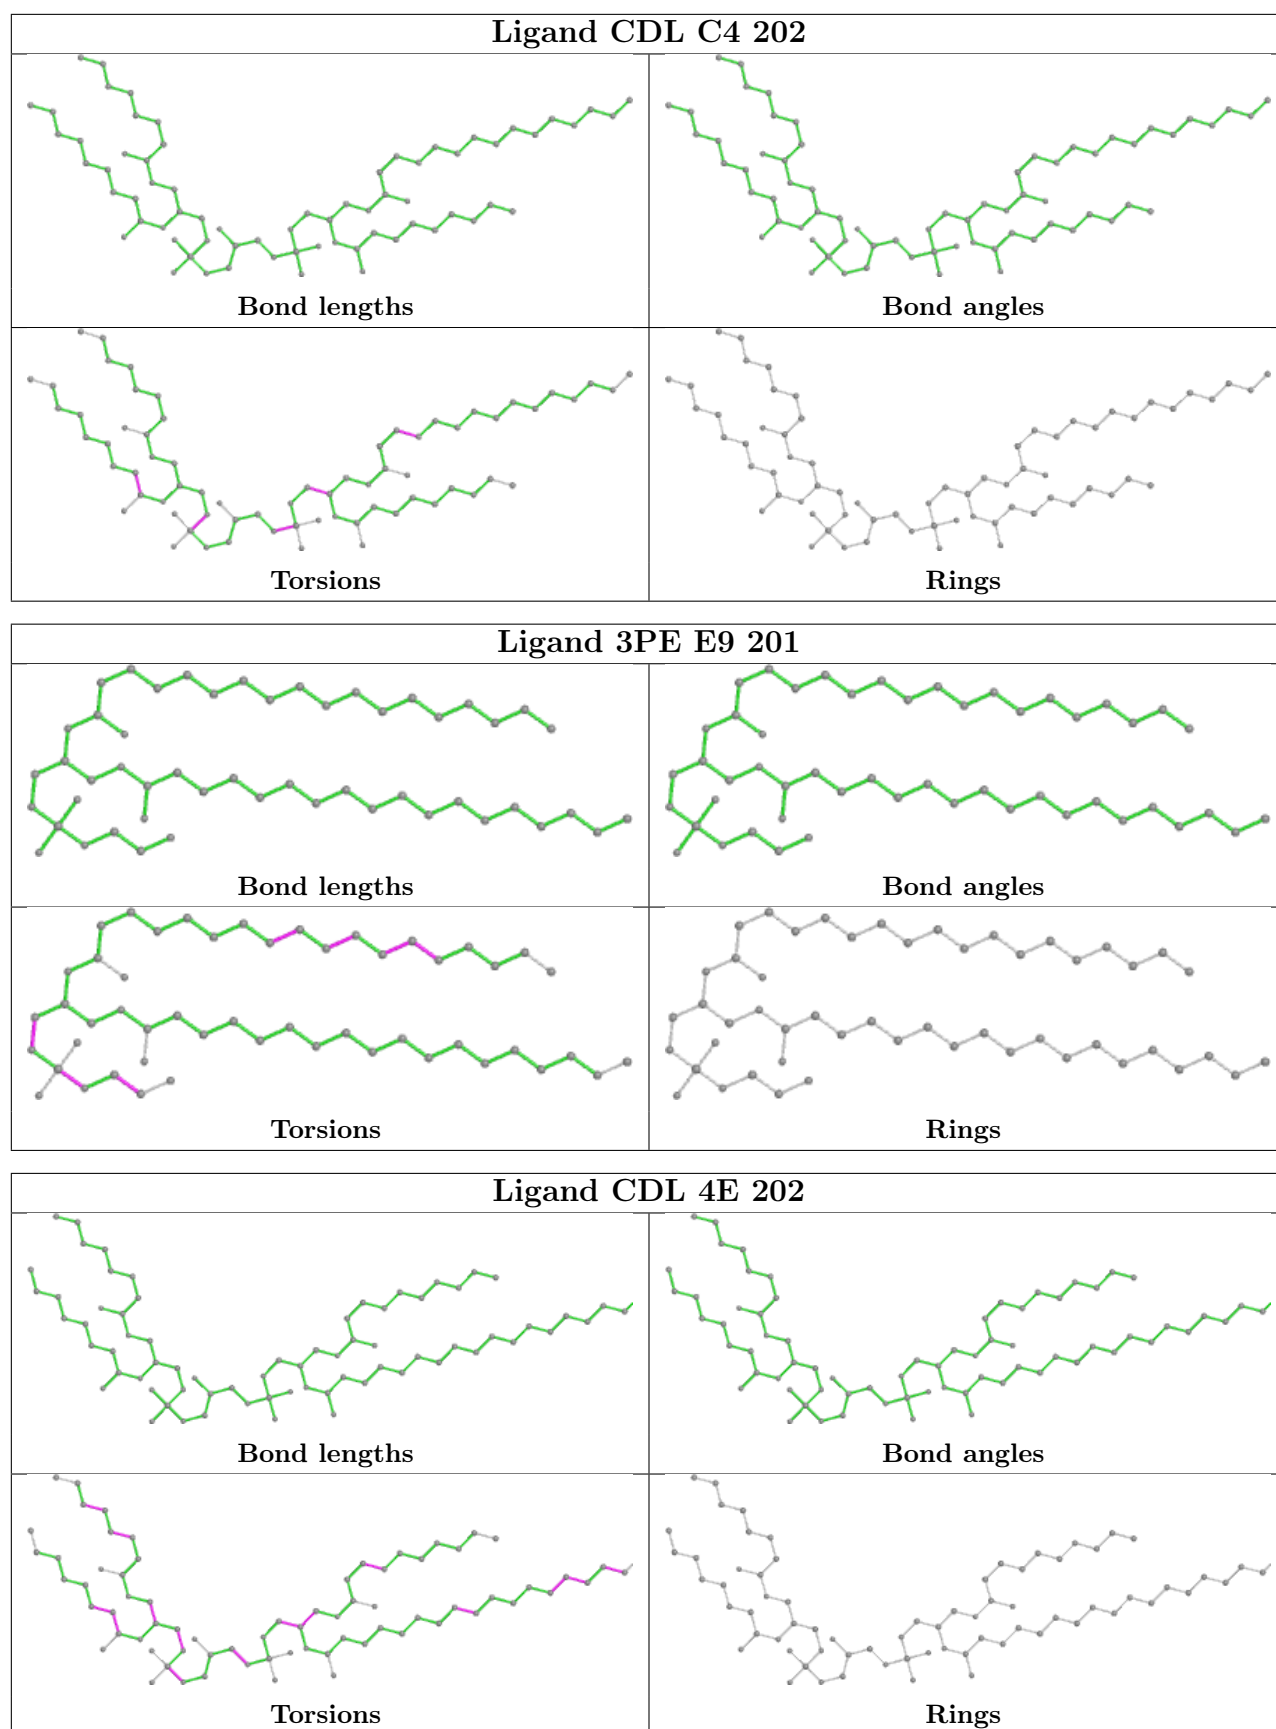 Ligand CDL C4 202
Bond lengths
Bond angles
Torsions
Rings
Ligand 3PE E9 201
Bond lengths
Bond angles
Torsions
Rings
Ligand CDL 4E 202
Bond lengths
Bond angles
Torsions
Rings